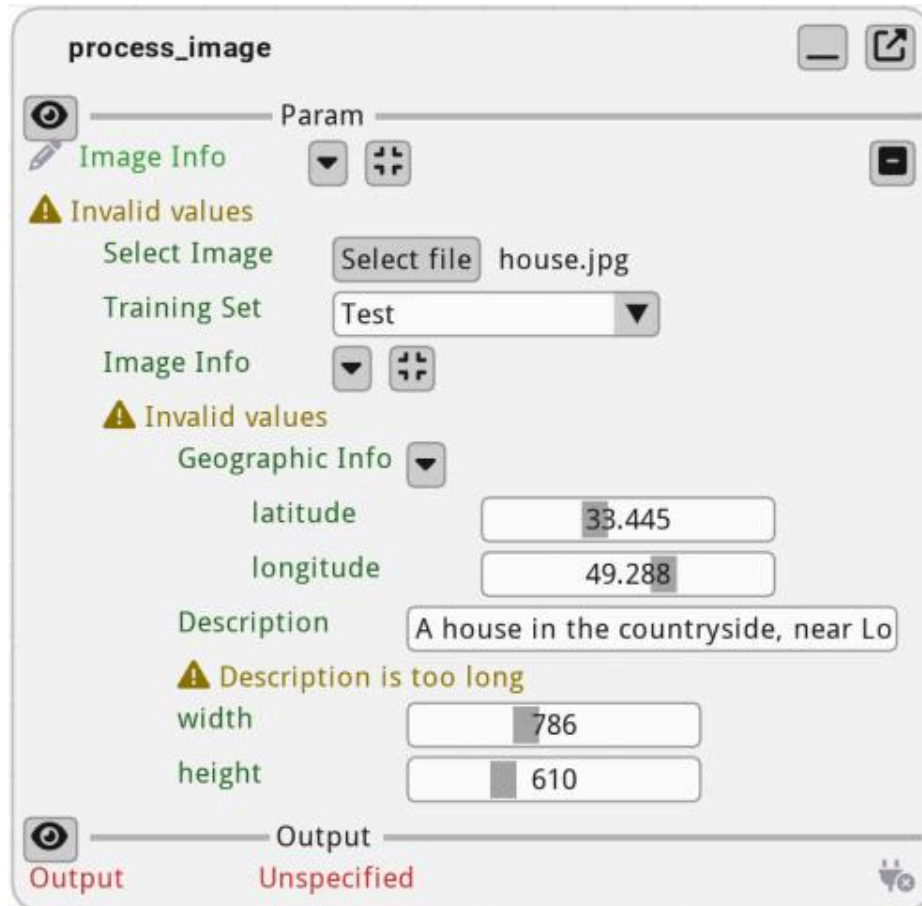 process_image
Param
Image Info
Invalid values
Select Image Select file house.jpg
Training Set Test
Image Info
Invalid values
Geographic Info
latitude 33.445
longitude 49.288
Description A house in the countryside, near Lo
Description is too long
width 786
height 610
Output
Output Unspecified